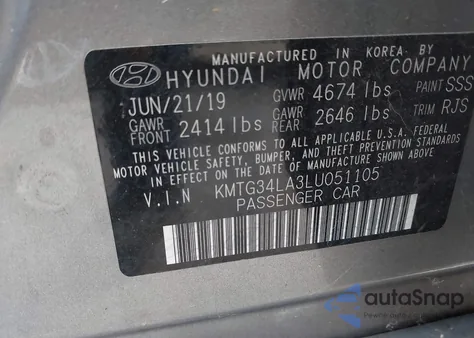 MANUFACTURED IN KOREA BY
HYUNDAI MOTOR COMPANY
JUN/21/19 GVWR 4674 lbs PAINT SSS
GAWR FRONT 2414 lbs GAWR REAR 2646 lbs TRIM RJS
THIS VEHICLE CONFORMS TO ALL APPLICABLE U.S.A. FEDERAL
MOTOR VEHICLE SAFETY, BUMPER, AND THEFT PREVENTION STANDARDS
IN EFFECT ON THE DATE OF MANUFACTURE SHOWN ABOVE.
V.I.N KMTG34LA3LU051105
PASSENGER CAR
autoSnap